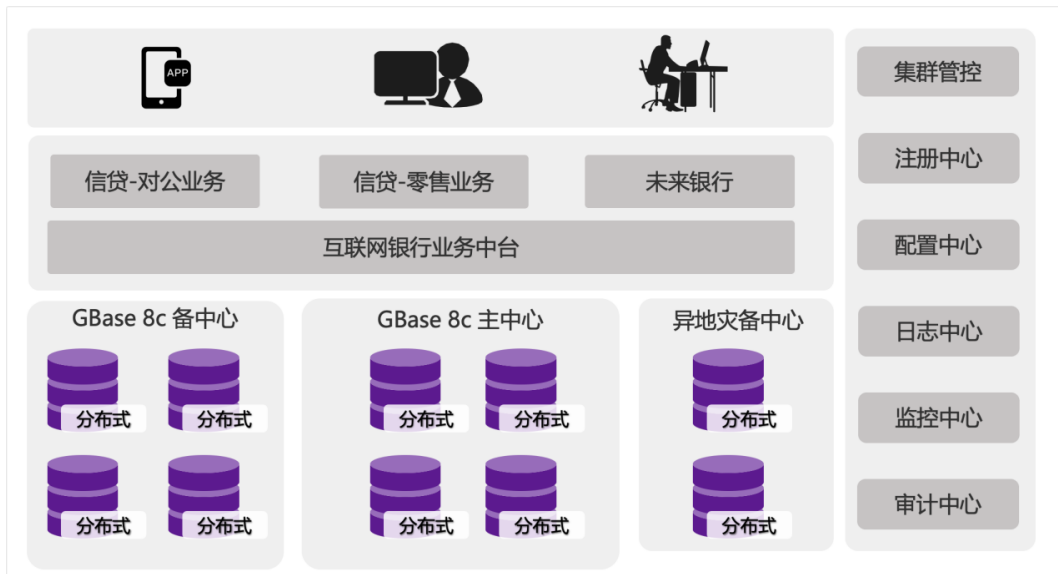 APP
信贷-对公业务
信贷-零售业务
未来银行
互联网银行业务中台
GBase 8c 备中心
分布式
分布式
分布式
分布式
GBase 8c 主中心
分布式
分布式
分布式
分布式
异地灾备中心
分布式
分布式
集群管控
注册中心
配置中心
日志中心
监控中心
审计中心